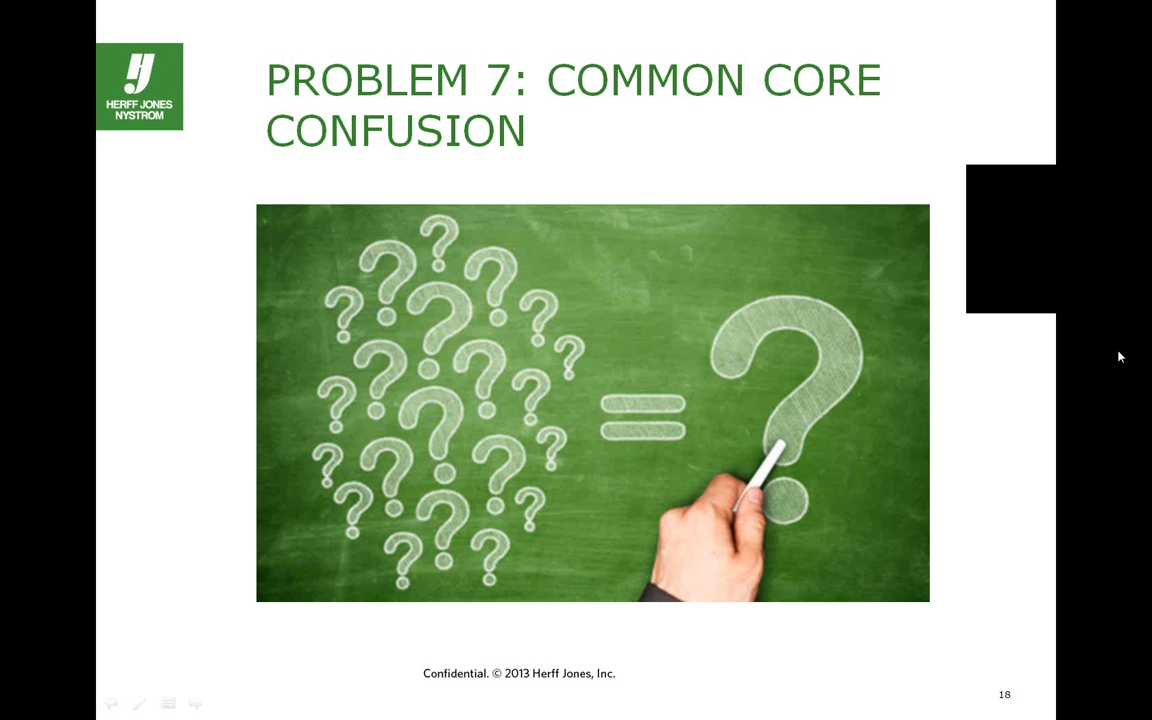 HERFF JONES
NYSTROM
PROBLEM 7: COMMON CORE
CONFUSION
? ? ? ? ? ? ? ? ? ? ? ? ? ? ? ? ? ? ? ? ? = ?
Confidential. © 2013 Herff Jones, Inc.
18